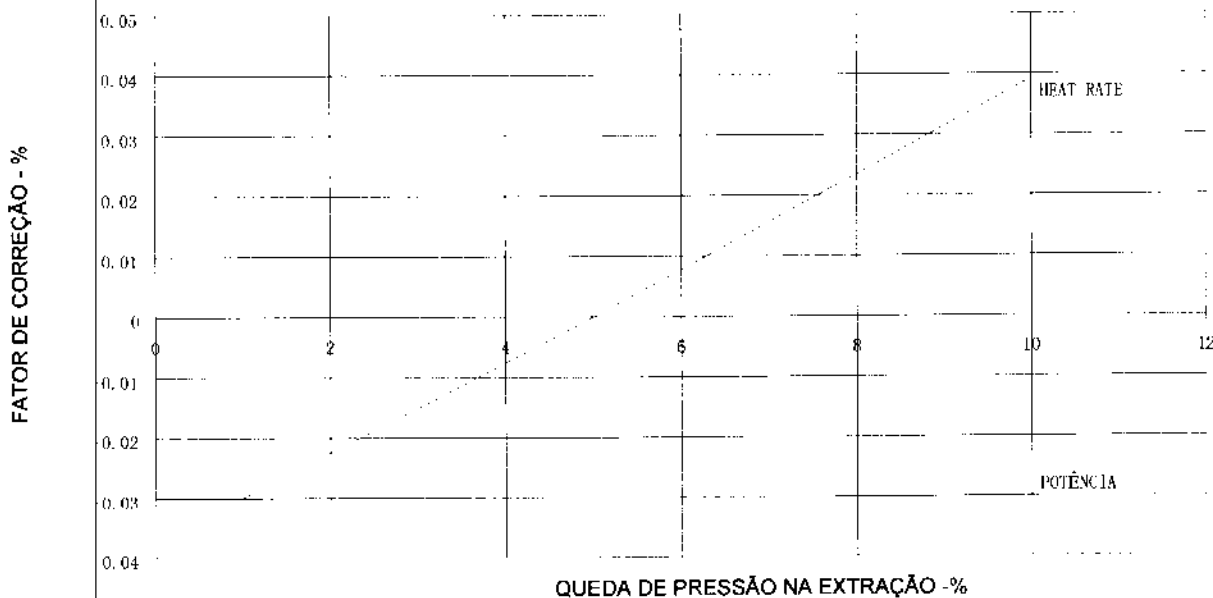 FATOR DE CORREÇÃO - %
0.05
0.04
0.03
0.02
0.01
0
-0.01
-0.02
-0.03
0.04
0 2 4 6 8 10 12
HEAT RATE
POTÊNCIA
QUEDA DE PRESSÃO NA EXTRAÇÃO -%